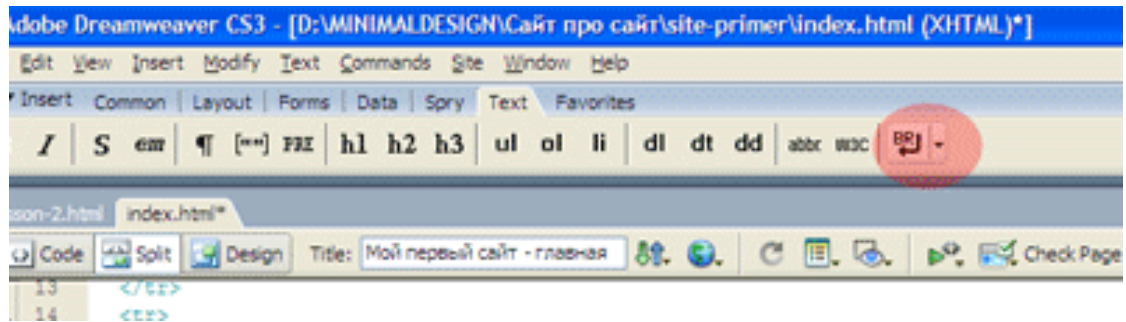 Adobe Dreamweaver CS3 - [D:\MINIMALDESIGN\Сайт про сайт\site-primer\index.html (XHTML)*]
Edit View Insert Modify Text Commands Site Window Help
Insert Common Layout Forms Data Spry Text Favorites
I S em ¶ [""] PRE h1 h2 h3 ul ol li dl dt dd abbr. W3C BR
sson-2.html index.html*
Code Split Design Title: Мой первый сайт - главная Check Page
13 </tr>
14 <tr>